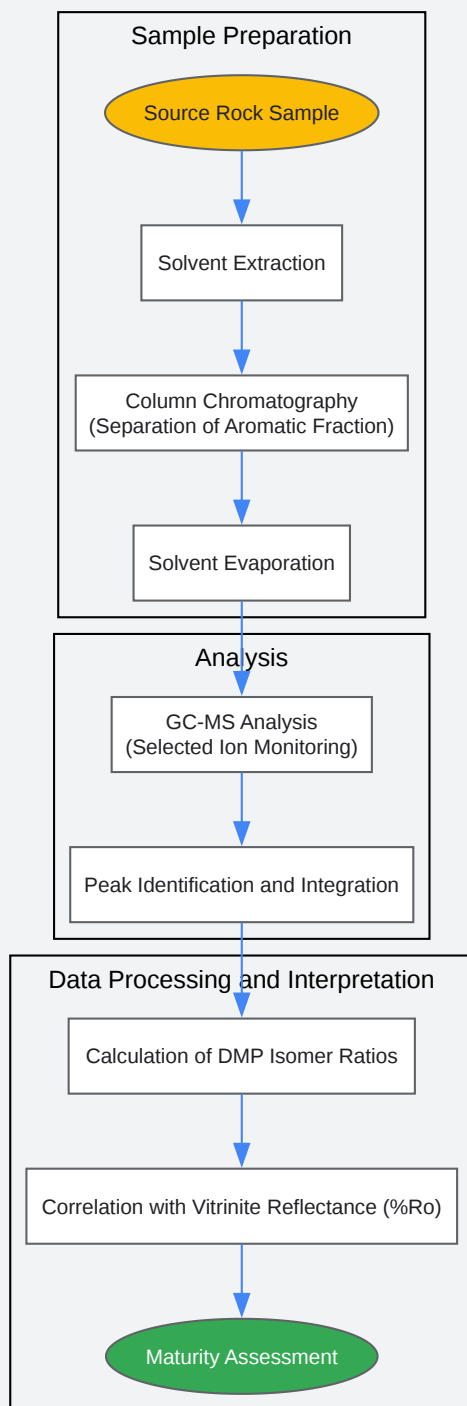 Sample Preparation
Source Rock Sample
Solvent Extraction
Column Chromatography
(Separation of Aromatic Fraction)
Solvent Evaporation
Analysis
GC-MS Analysis
(Selected Ion Monitoring)
Peak Identification and Integration
Data Processing and Interpretation
Calculation of DMP Isomer Ratios
Correlation with Vitrinite Reflectance (%Ro)
Maturity Assessment